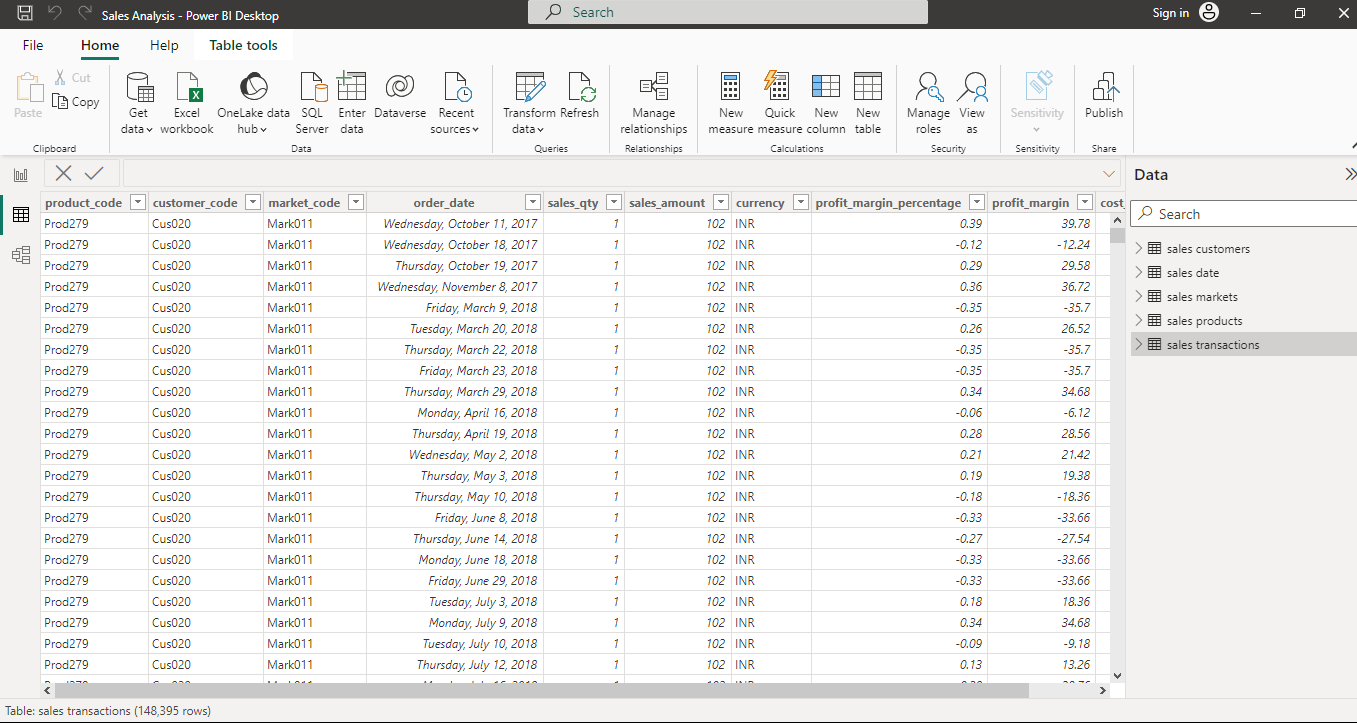 Sales Analysis - Power BI Desktop
Search
Sign in
File
Home
Help
Table tools
Paste
Cut
Copy
Get data
Excel workbook
OneLake data hub
SQL Server
Enter data
Dataverse
Recent sources
Transform data
Refresh
Manage relationships
New measure
Quick measure
New column
New table
Manage roles
View as
Sensitivity
Publish
Clipboard
Data
Queries
Relationships
Calculations
Security
Sensitivity
Share
product_code customer_code market_code order_date sales_qty sales_amount currency profit_margin_percentage profit_margin cost_
Prod279 Cus020 Mark011 Wednesday, October 11, 2017 1 102 INR 0.39 39.78
Prod279 Cus020 Mark011 Wednesday, October 18, 2017 1 102 INR -0.12 -12.24
Prod279 Cus020 Mark011 Thursday, October 19, 2017 1 102 INR 0.29 29.58
Prod279 Cus020 Mark011 Wednesday, November 8, 2017 1 102 INR 0.36 36.72
Prod279 Cus020 Mark011 Friday, March 9, 2018 1 102 INR -0.35 -35.7
Prod279 Cus020 Mark011 Tuesday, March 20, 2018 1 102 INR 0.26 26.52
Prod279 Cus020 Mark011 Thursday, March 22, 2018 1 102 INR -0.35 -35.7
Prod279 Cus020 Mark011 Friday, March 23, 2018 1 102 INR -0.35 -35.7
Prod279 Cus020 Mark011 Thursday, March 29, 2018 1 102 INR 0.34 34.68
Prod279 Cus020 Mark011 Monday, April 16, 2018 1 102 INR -0.06 -6.12
Prod279 Cus020 Mark011 Thursday, April 19, 2018 1 102 INR 0.28 28.56
Prod279 Cus020 Mark011 Wednesday, May 2, 2018 1 102 INR 0.21 21.42
Prod279 Cus020 Mark011 Thursday, May 3, 2018 1 102 INR 0.19 19.38
Prod279 Cus020 Mark011 Thursday, May 10, 2018 1 102 INR -0.18 -18.36
Prod279 Cus020 Mark011 Friday, June 8, 2018 1 102 INR -0.33 -33.66
Prod279 Cus020 Mark011 Thursday, June 14, 2018 1 102 INR -0.27 -27.54
Prod279 Cus020 Mark011 Monday, June 18, 2018 1 102 INR -0.33 -33.66
Prod279 Cus020 Mark011 Friday, June 29, 2018 1 102 INR -0.33 -33.66
Prod279 Cus020 Mark011 Tuesday, July 3, 2018 1 102 INR 0.18 18.36
Prod279 Cus020 Mark011 Monday, July 9, 2018 1 102 INR 0.34 34.68
Prod279 Cus020 Mark011 Tuesday, July 10, 2018 1 102 INR -0.09 -9.18
Prod279 Cus020 Mark011 Thursday, July 12, 2018 1 102 INR 0.13 13.26
Data
Search
sales customers
sales date
sales markets
sales products
sales transactions
Table: sales transactions (148,395 rows)